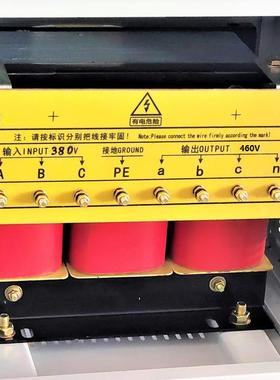 有电危险
注：请按标识分别把线接牢固！ (Note:Please connect the wire firmly according the mark!)
输入INPUT 380V 接地GROUND 输出OUTPUT 460V
A B C PE a b c n